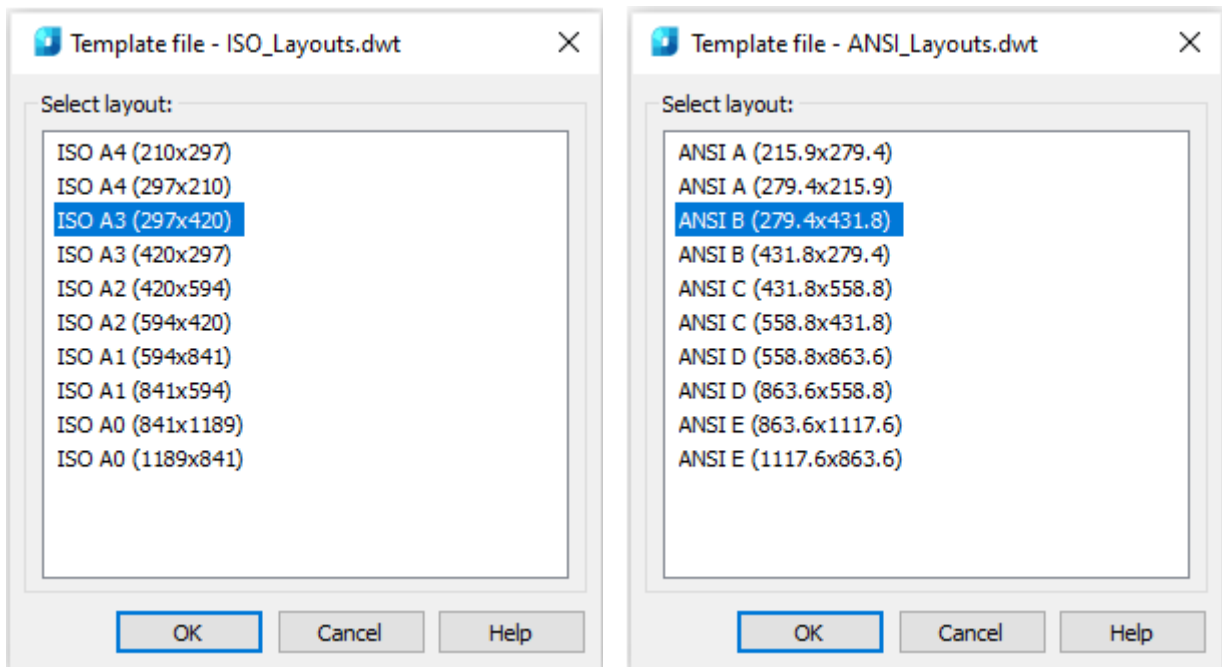 Template file - ISO_Layouts.dwt
Select layout:
ISO A4 (210x297)
ISO A4 (297x210)
ISO A3 (297x420)
ISO A3 (420x297)
ISO A2 (420x594)
ISO A2 (594x420)
ISO A1 (594x841)
ISO A1 (841x594)
ISO A0 (841x1189)
ISO A0 (1189x841)
OK Cancel Help
Template file - ANSI_Layouts.dwt
Select layout:
ANSI A (215.9x279.4)
ANSI A (279.4x215.9)
ANSI B (279.4x431.8)
ANSI B (431.8x279.4)
ANSI C (431.8x558.8)
ANSI C (558.8x431.8)
ANSI D (558.8x863.6)
ANSI D (863.6x558.8)
ANSI E (863.6x1117.6)
ANSI E (1117.6x863.6)
OK Cancel Help